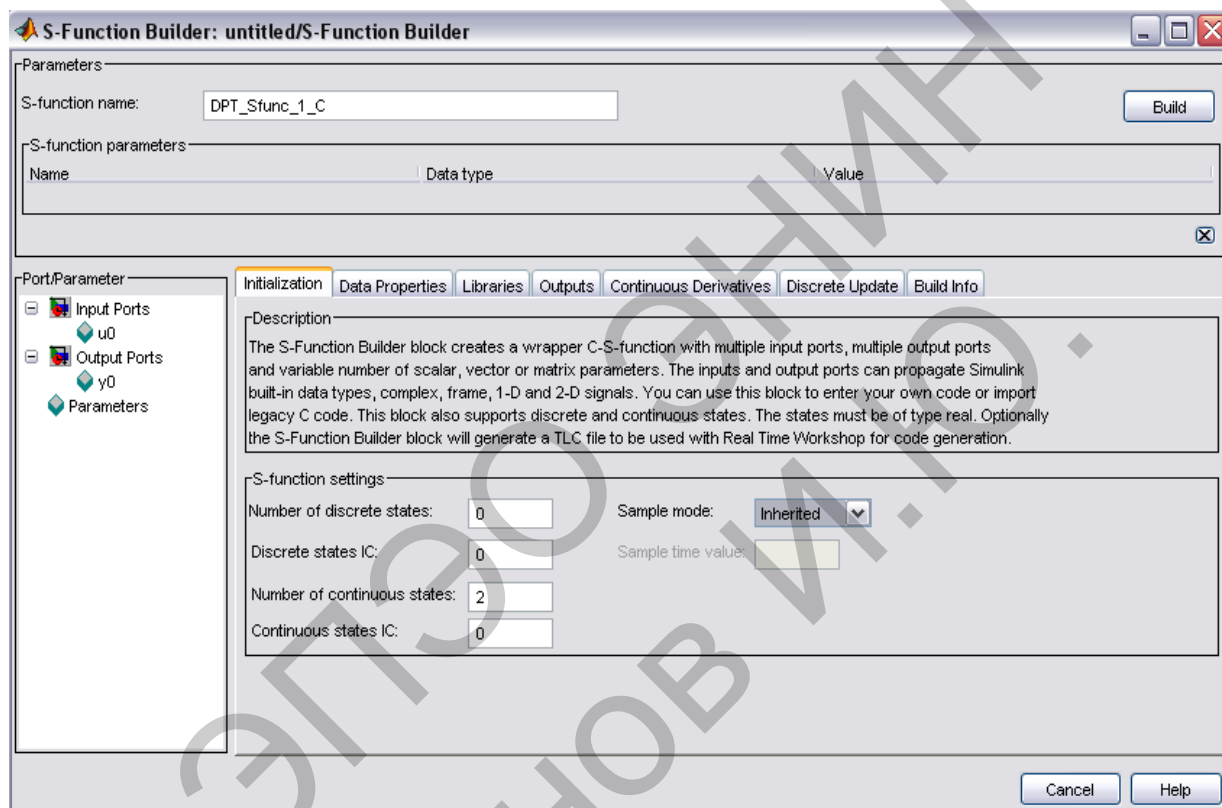 S-Function Builder: untitled/S-Function Builder
Parameters
S-function name: DPT_Sfunc_1_C Build
S-function parameters
Name Data type Value
Port/Parameter
Input Ports
u0
Output Ports
y0
Parameters
Initialization Data Properties Libraries Outputs Continuous Derivatives Discrete Update Build Info
Description
The S-Function Builder block creates a wrapper C-S-function with multiple input ports, multiple output ports
and variable number of scalar, vector or matrix parameters. The inputs and output ports can propagate Simulink
built-in data types, complex, frame, 1-D and 2-D signals. You can use this block to enter your own code or import
legacy C code. This block also supports discrete and continuous states. The states must be of type real. Optionally
the S-Function Builder block will generate a TLC file to be used with Real Time Workshop for code generation.
S-function settings
Number of discrete states: 0 Sample mode: Inherited
Discrete states IC: 0 Sample time value:
Number of continuous states: 2
Continuous states IC: 0
Cancel Help
ЭПЭО ЭНИН
НОВ И.Ю.